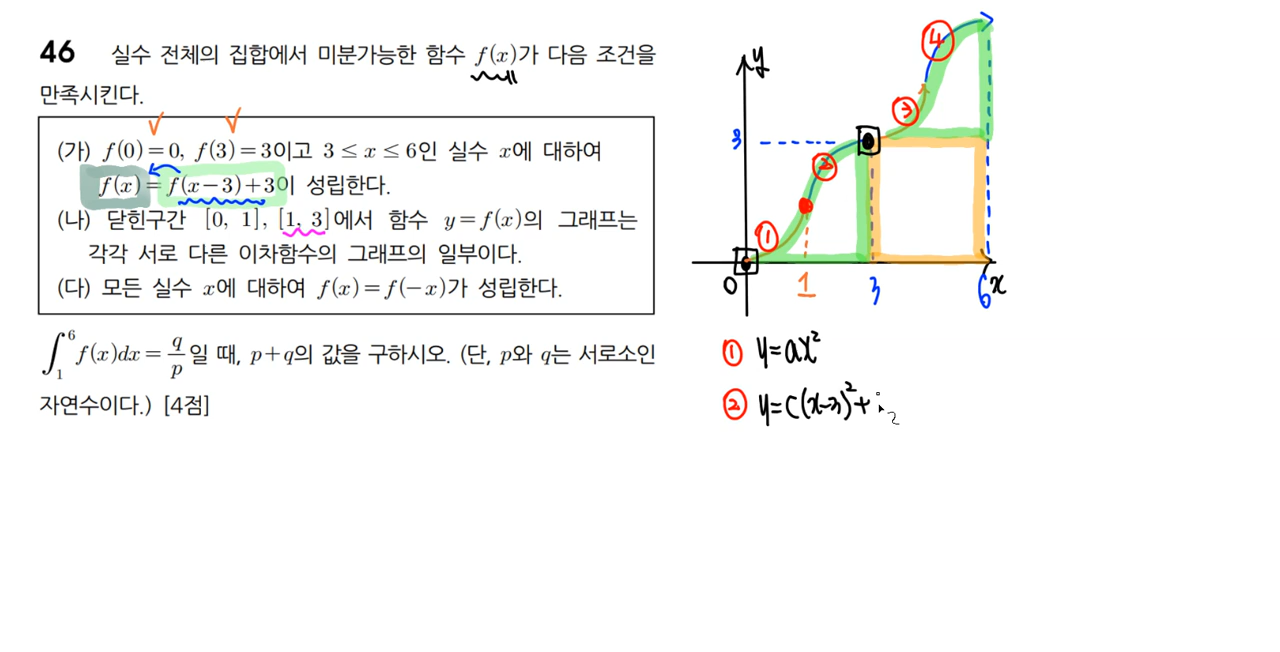 46 실수 전체의 집합에서 미분가능한 함수 f(x)가 다음 조건을
만족시킨다.
(가) f(0)=0, f(3)=3이고 3≤x≤6인 실수 x에 대하여
f(x)=f(x-3)+3이 성립한다.
(나) 닫힌구간 [0, 1], [1, 3]에서 함수 y=f(x)의 그래프는
각각 서로 다른 이차함수의 그래프의 일부이다.
(다) 모든 실수 x에 대하여 f(x)=f(-x)가 성립한다.
∫₁⁶ f(x)dx = q/p 일 때, p+q의 값을 구하시오. (단, p와 q는 서로소인
자연수이다.) [4점]
y
④
③
3
②
①
0 1 3 6 x
① y=ax²
② y=c(x-3)²+